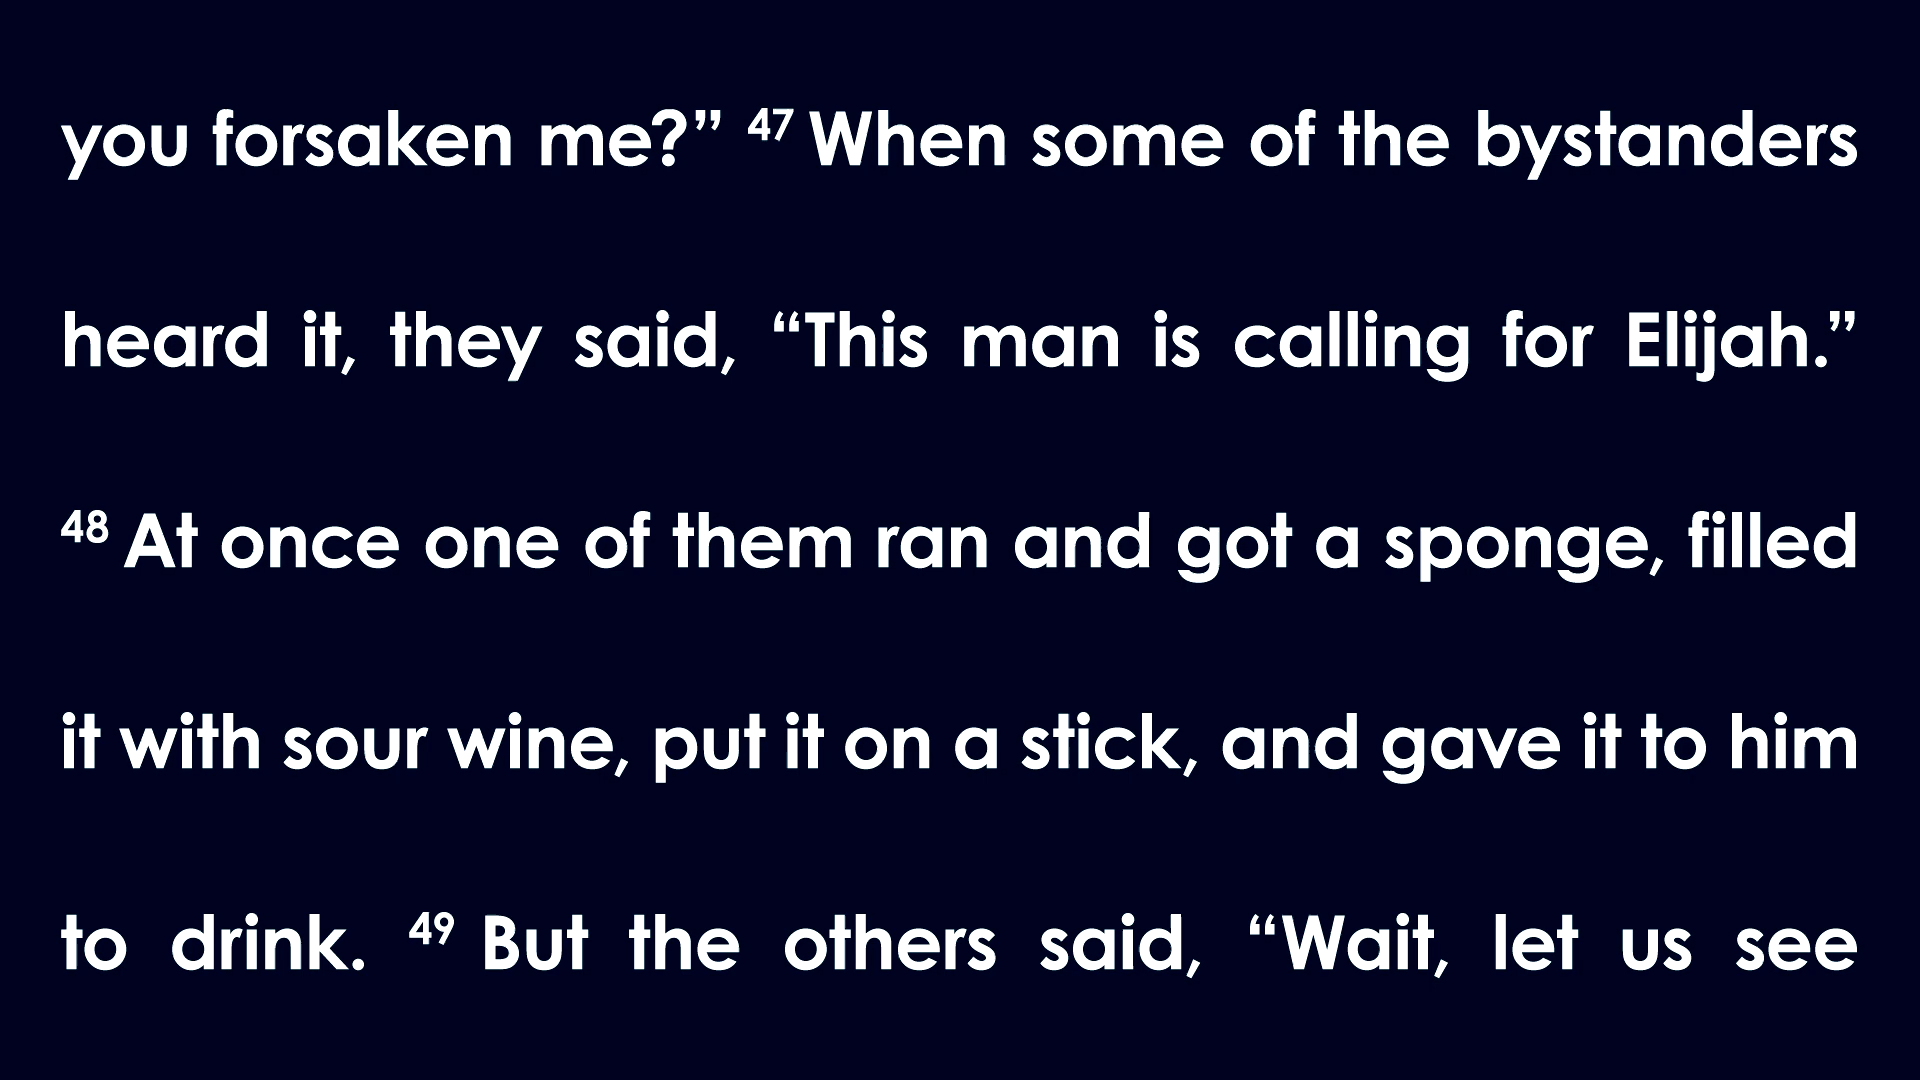 you forsaken me?” 47 When some of the bystanders
heard it, they said, “This man is calling for Elijah.”
48 At once one of them ran and got a sponge, filled
it with sour wine, put it on a stick, and gave it to him
to drink. 49 But the others said, “Wait, let us see